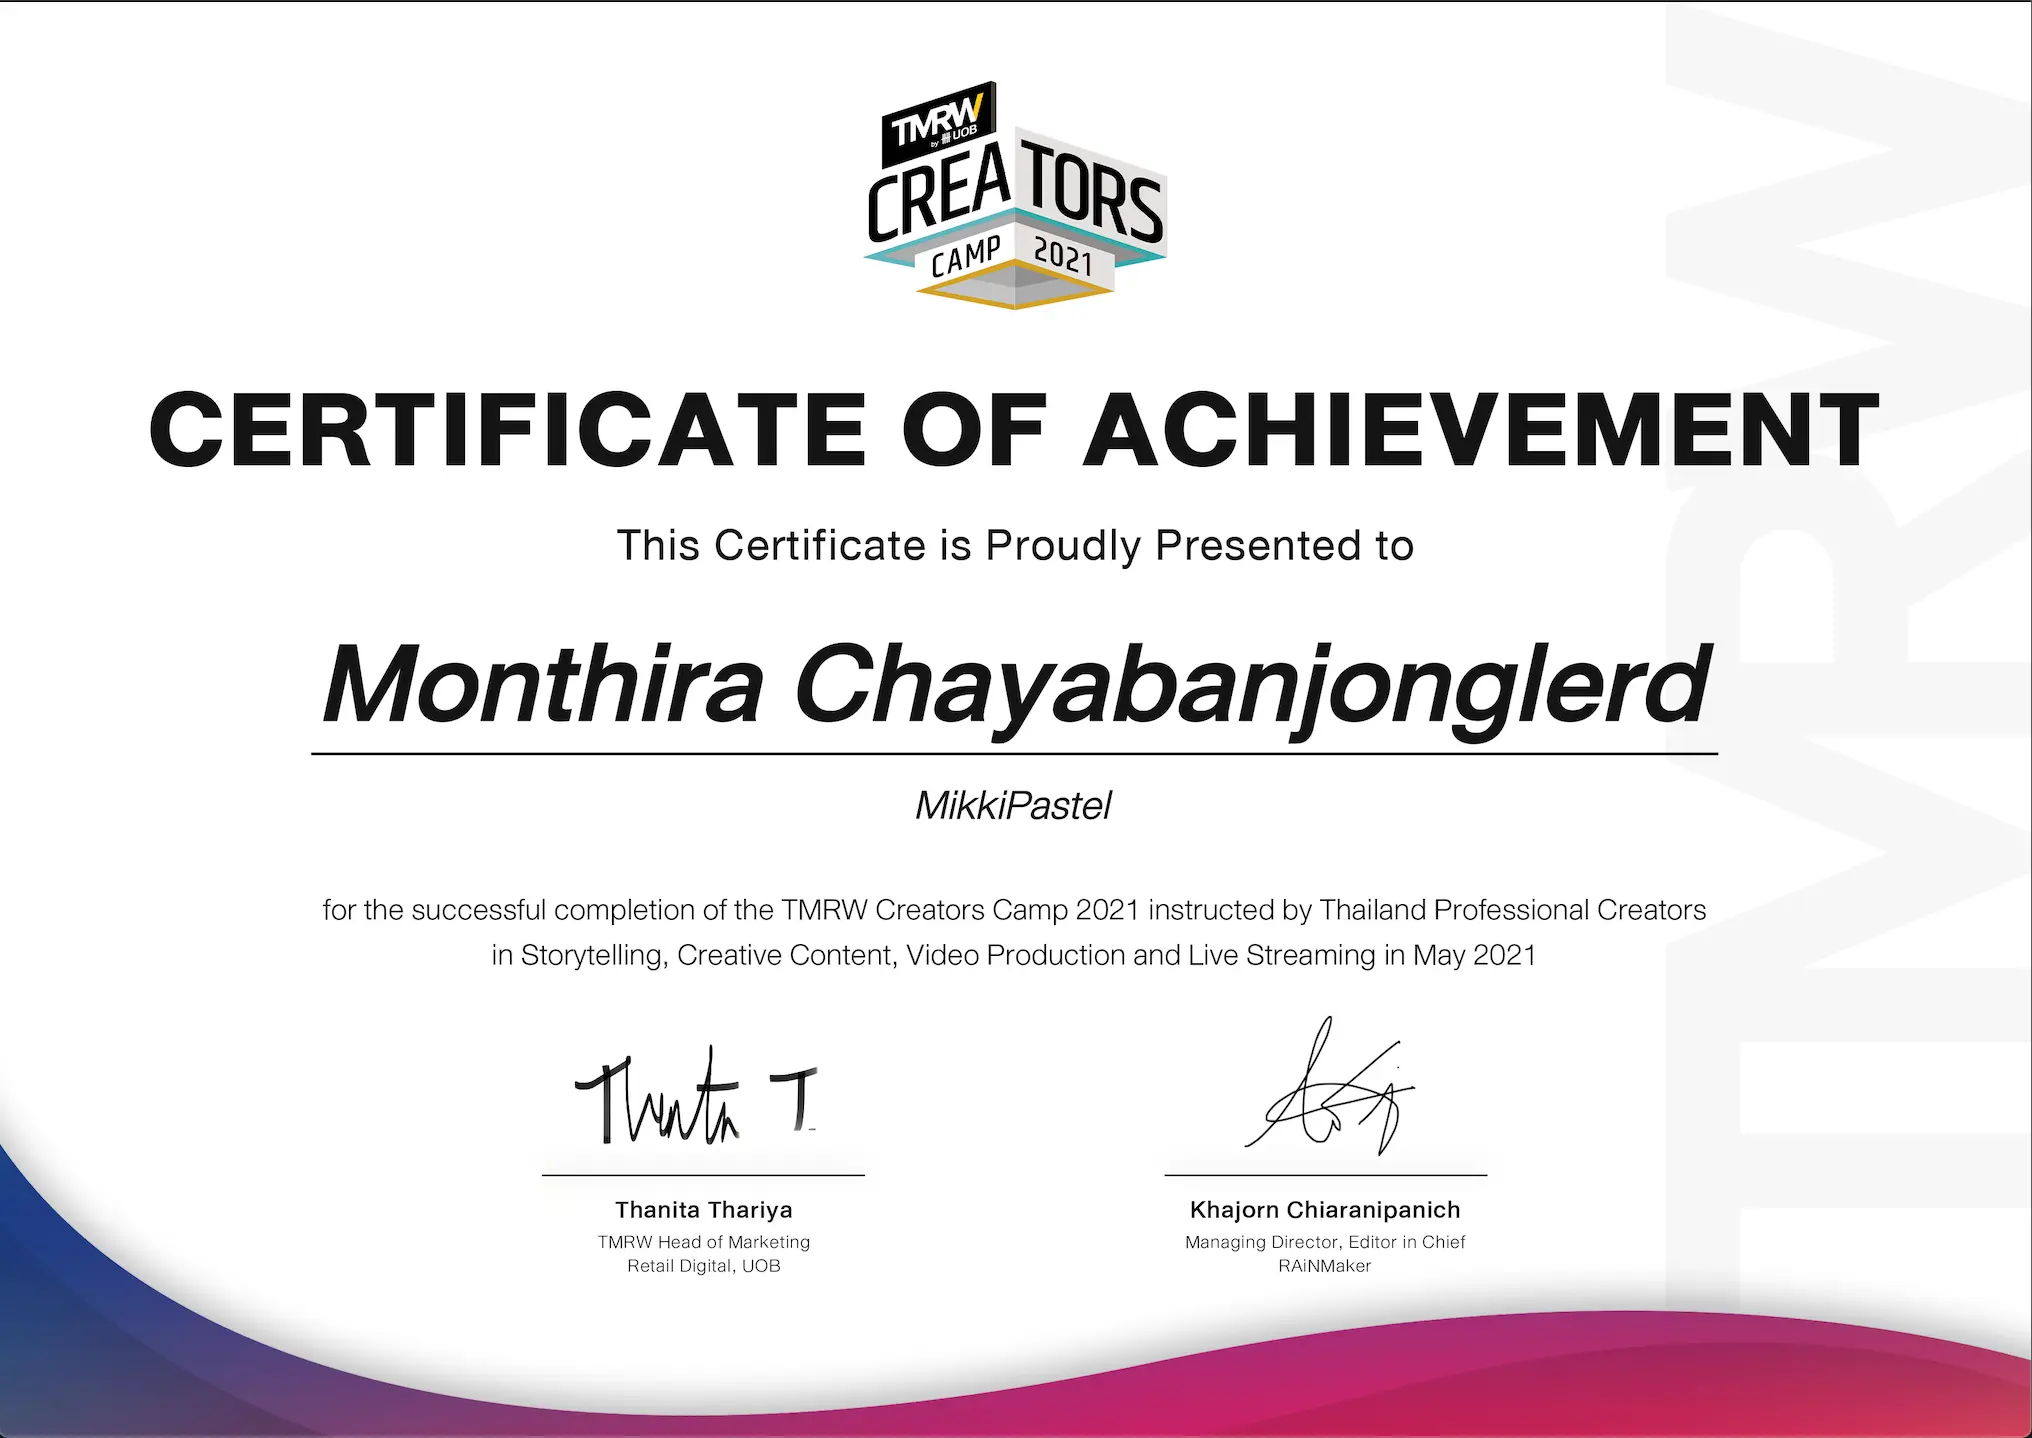 TMRW
by UOB
CREATORS
CAMP 2021
CERTIFICATE OF ACHIEVEMENT
This Certificate is Proudly Presented to
Monthira Chayabanjonglerd
MikkiPastel
for the successful completion of the TMRW Creators Camp 2021 instructed by Thailand Professional Creators
in Storytelling, Creative Content, Video Production and Live Streaming in May 2021
Thanita T.
Thanita Thariya
TMRW Head of Marketing
Retail Digital, UOB
Khajorn Chiaranipanich
Managing Director, Editor in Chief
RAiNMaker
TMRW